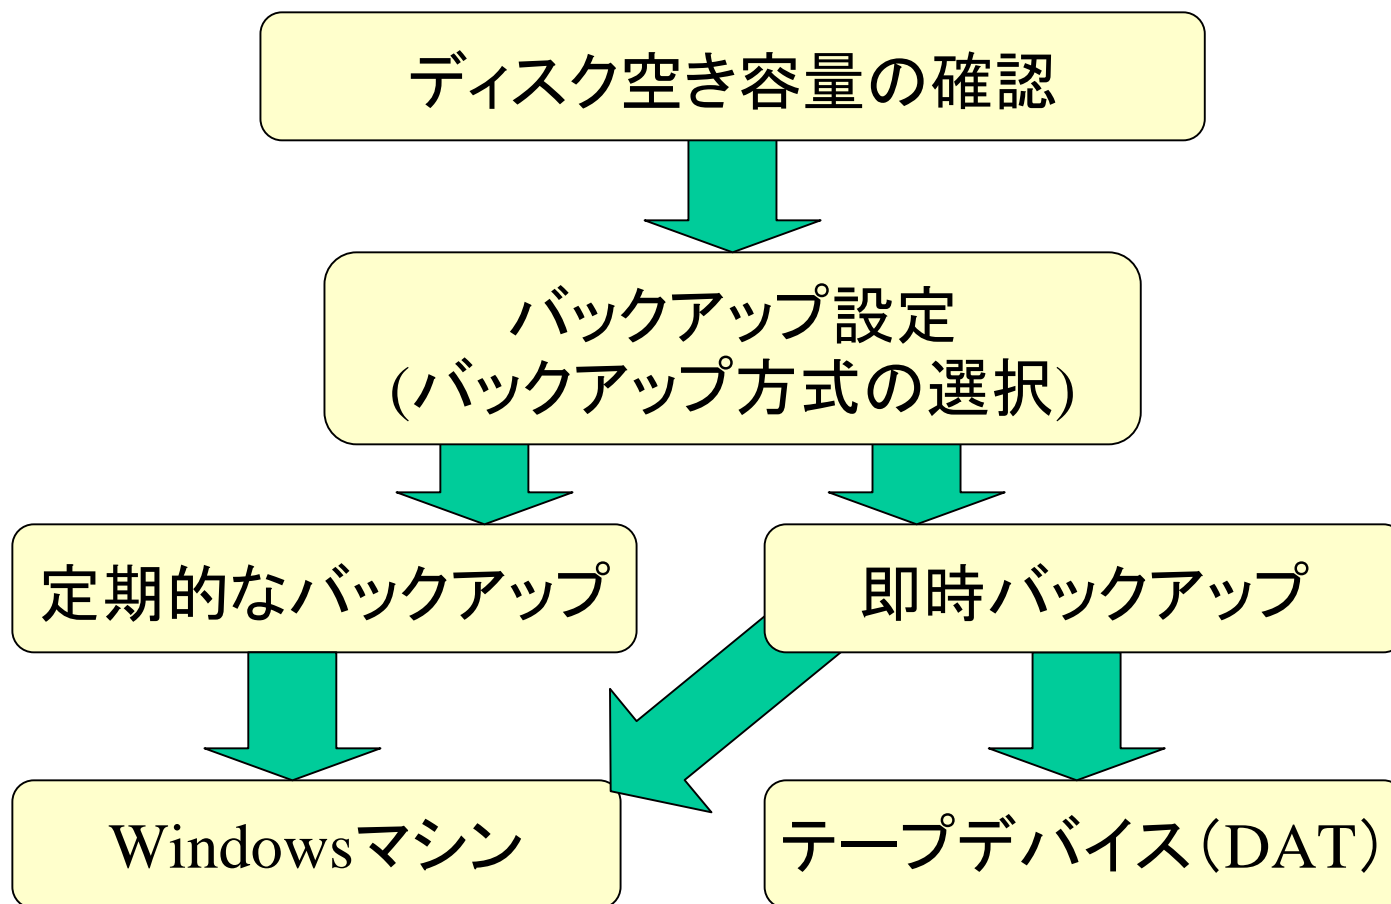 ディスク空き容量の確認
バックアップ設定
(バックアップ方式の選択)
定期的なバックアップ
即時バックアップ
Windowsマシン
テープデバイス（DAT）